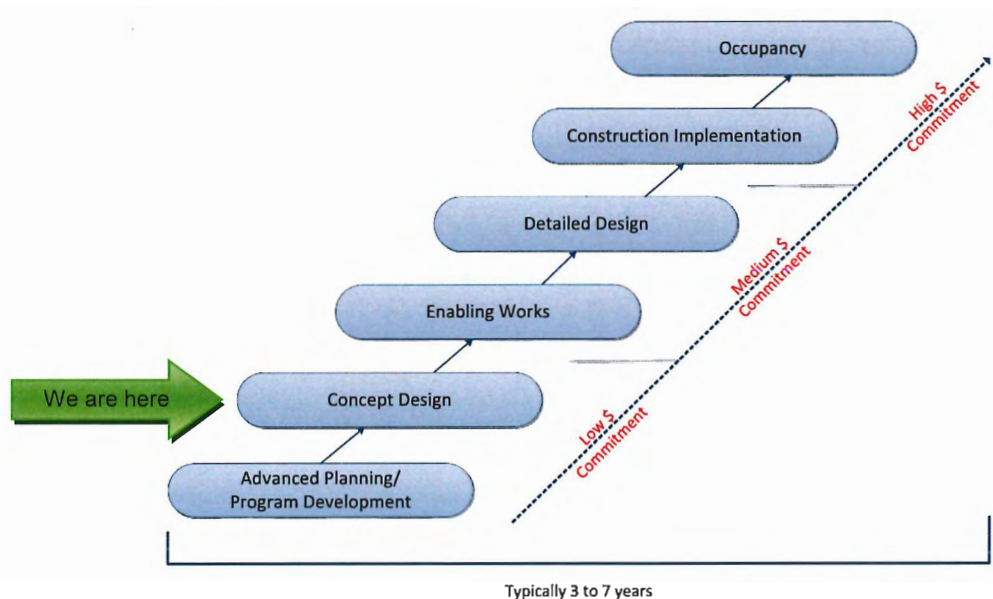 Occupancy
High $
Commitment
Construction Implementation
Detailed Design
Medium $
Commitment
Enabling Works
We are here
Concept Design
Low $
Commitment
Advanced Planning/
Program Development
Typically 3 to 7 years